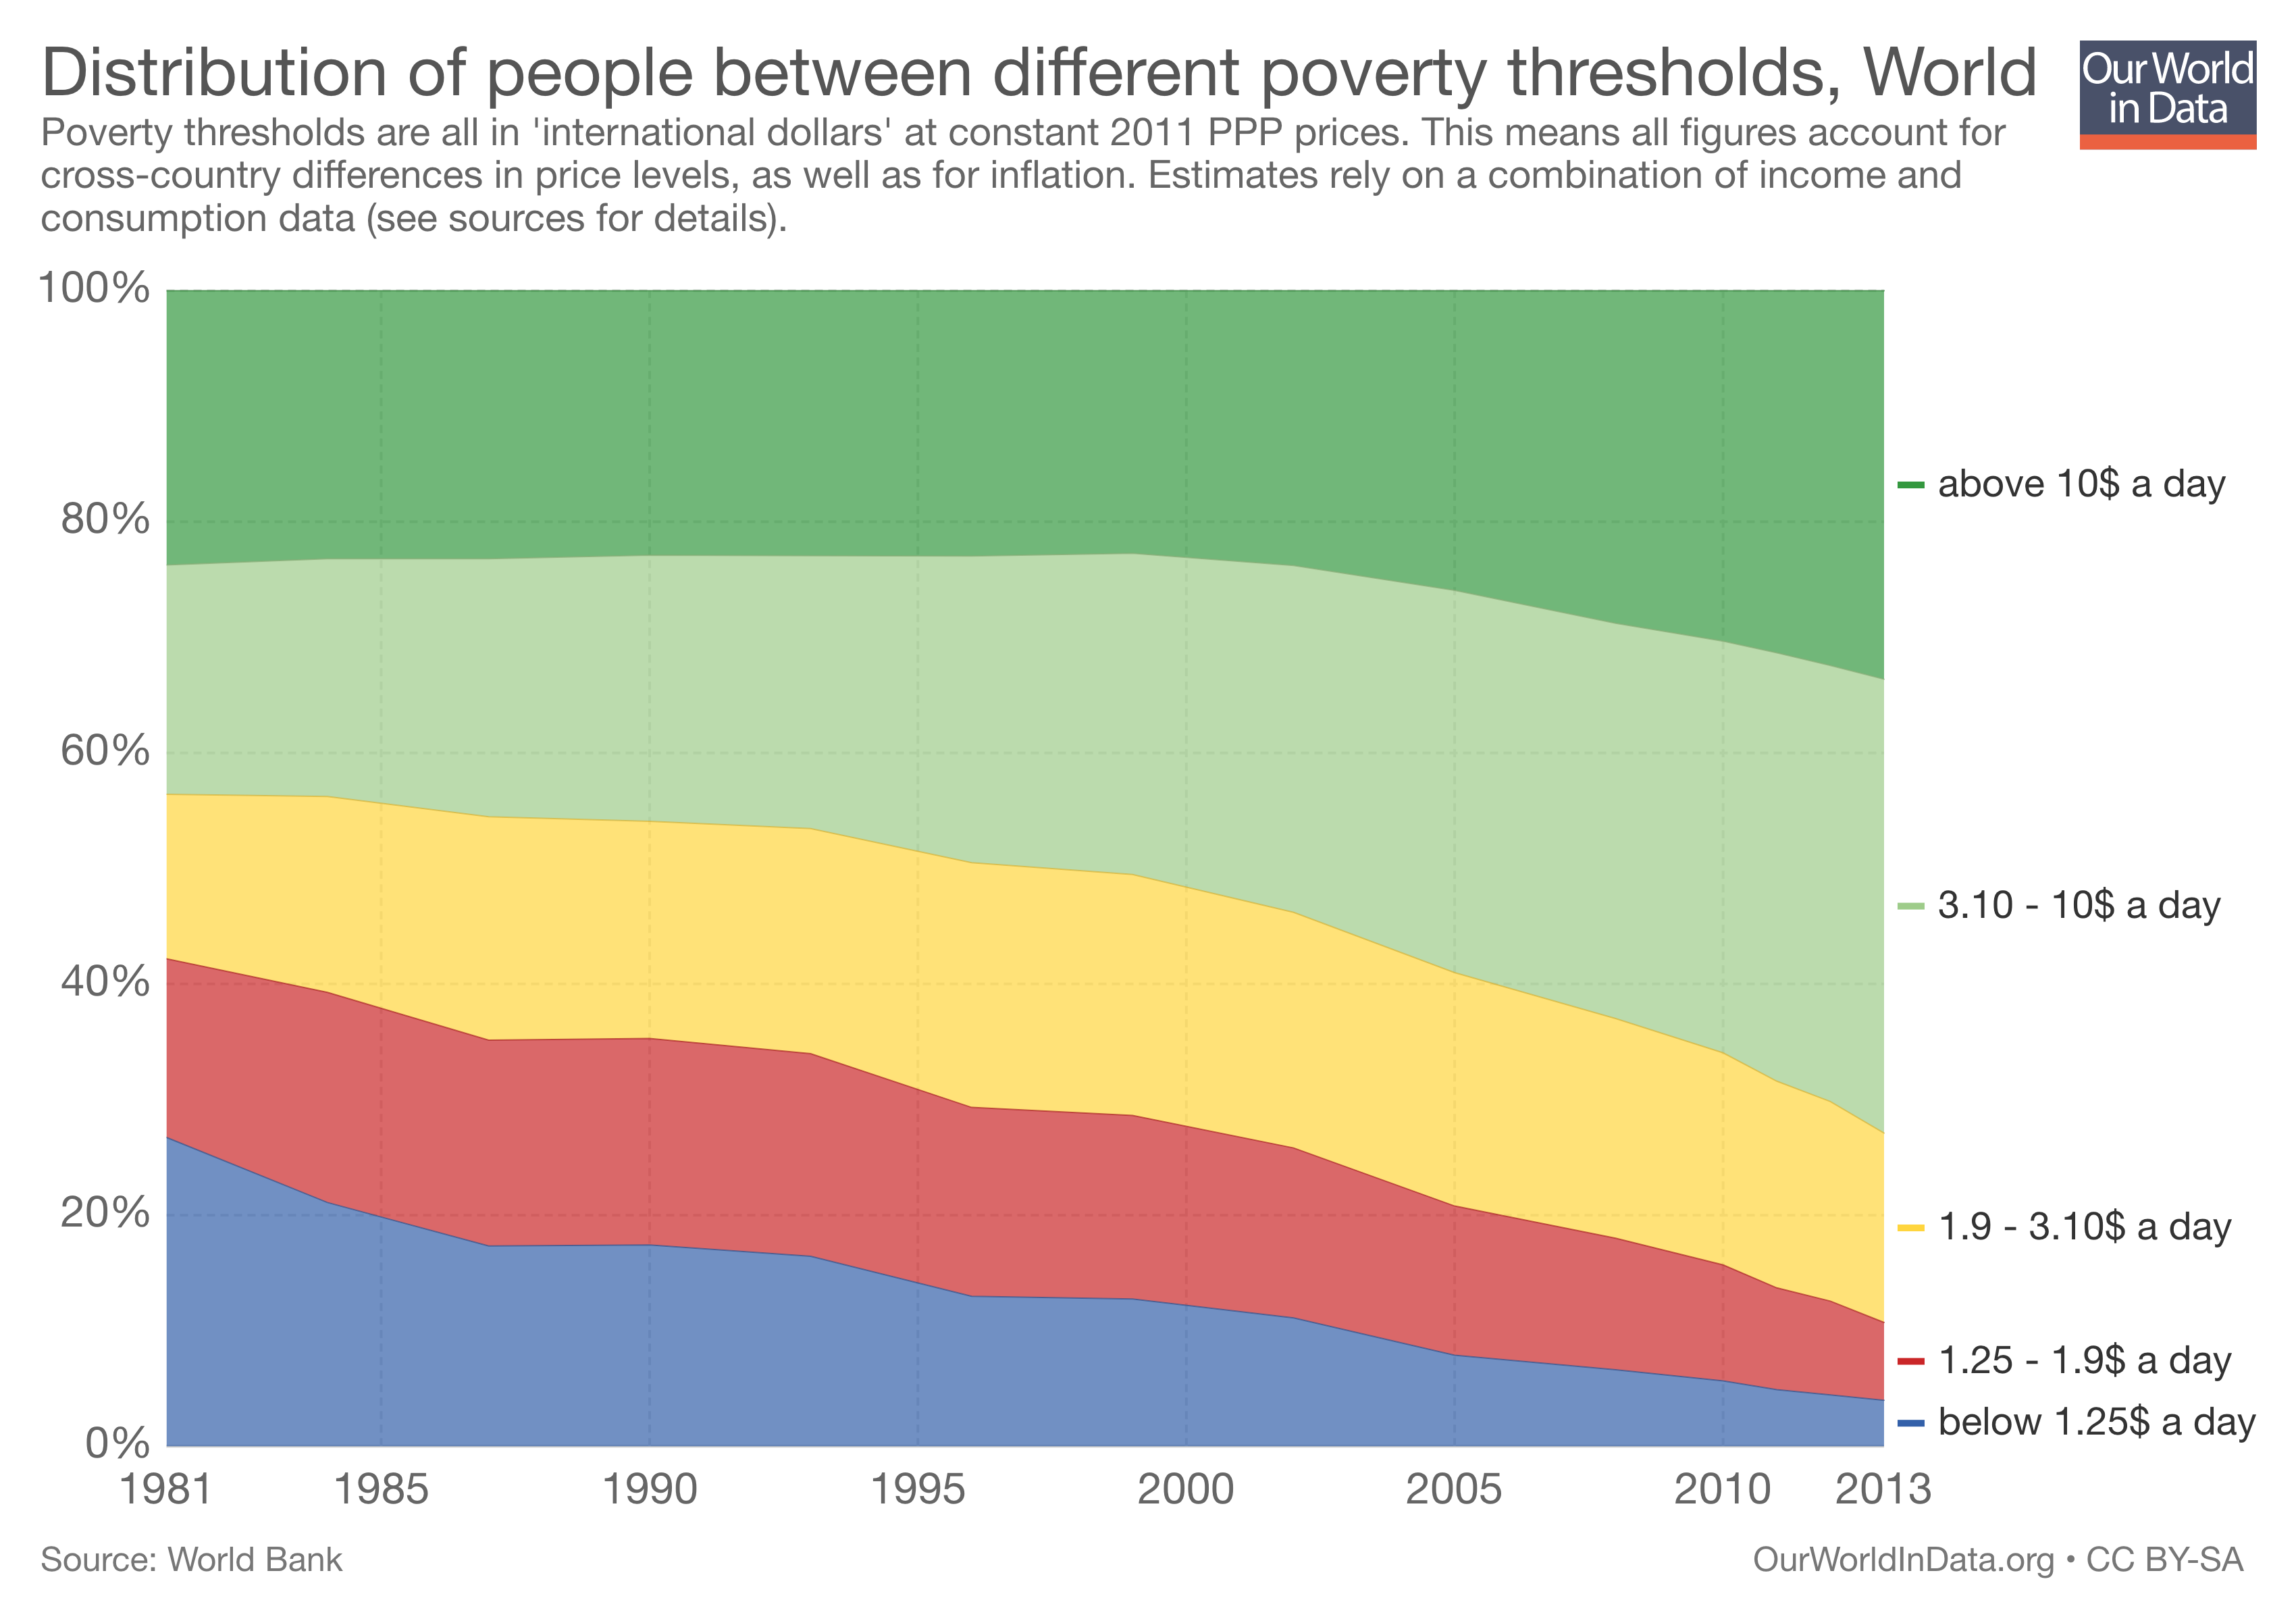 Distribution of people between different poverty thresholds, World
Our World
in Data
Poverty thresholds are all in 'international dollars' at constant 2011 PPP prices. This means all figures account for
cross-country differences in price levels, as well as for inflation. Estimates rely on a combination of income and
consumption data (see sources for details).
100%
80%
60%
40%
20%
0%
above 10$ a day
3.10 - 10$ a day
1.9 - 3.10$ a day
1.25 - 1.9$ a day
below 1.25$ a day
1981 1985 1990 1995 2000 2005 2010 2013
Source: World Bank
OurWorldInData.org • CC BY-SA